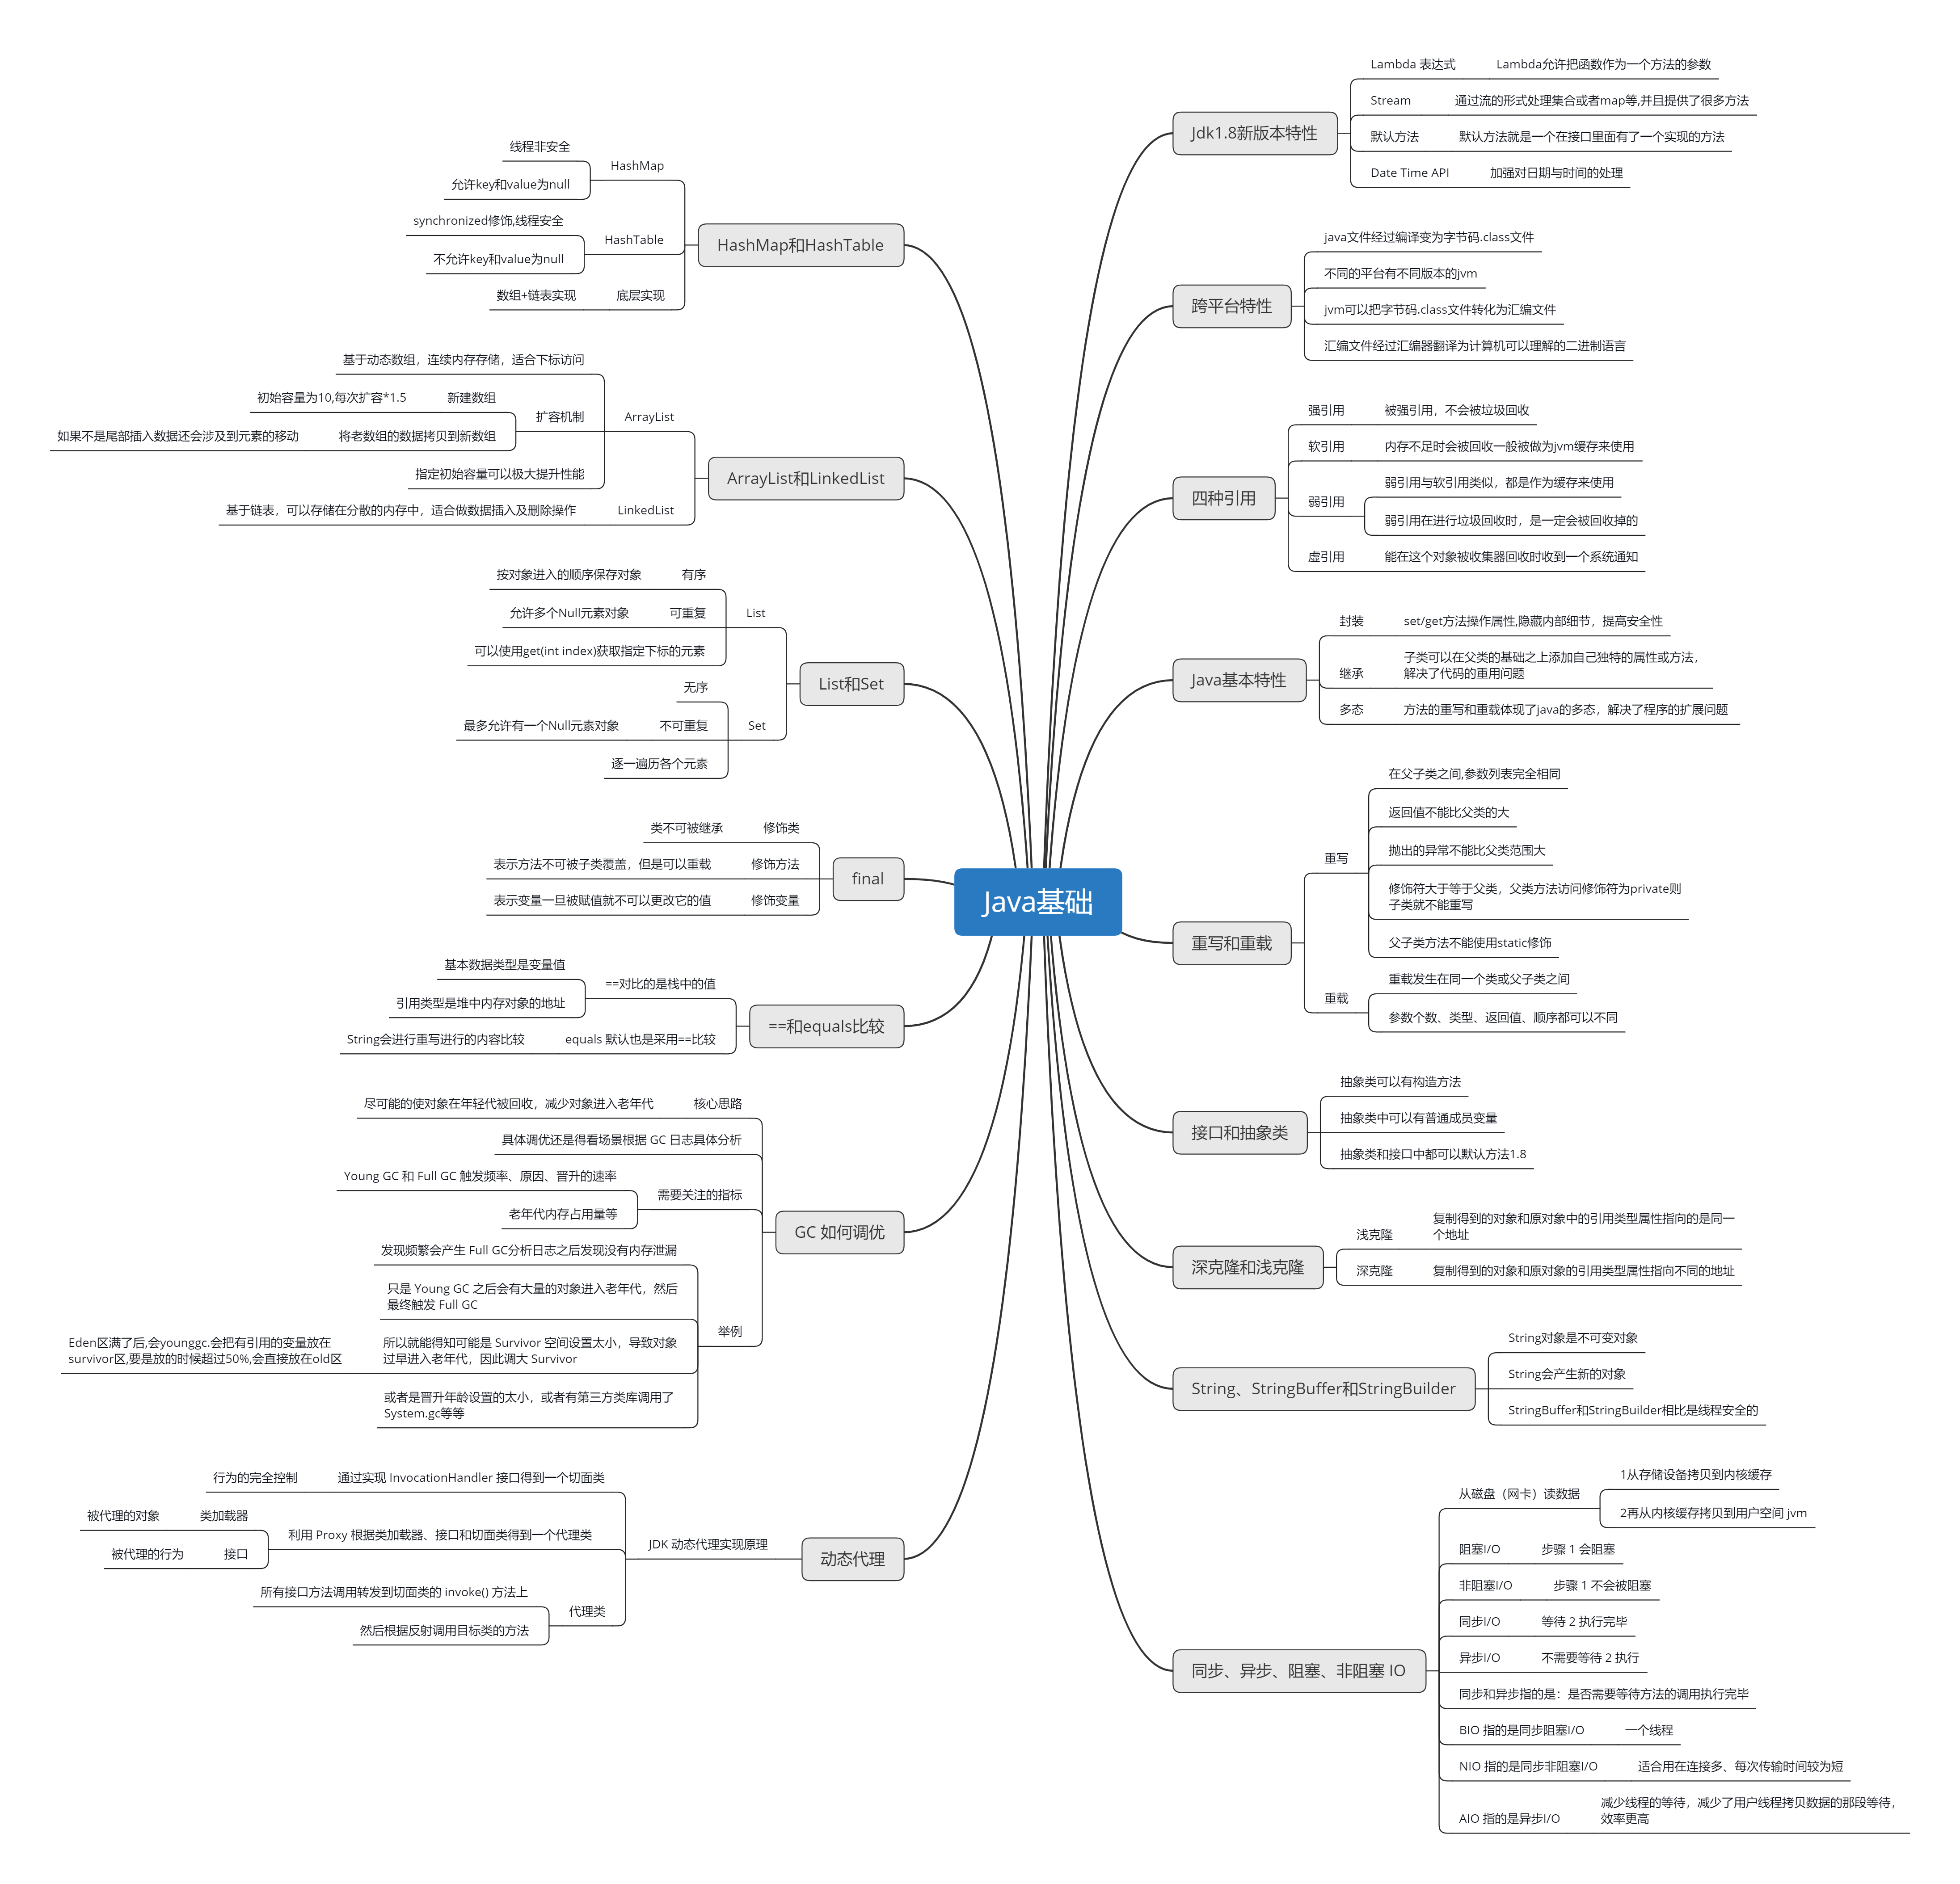 Java基础
Jdk1.8新版本特性
Lambda 表达式
Lambda允许把函数作为一个方法的参数
Stream
通过流的形式处理集合或者map等,并且提供了很多方法
默认方法
默认方法就是一个在接口里面有了一个实现的方法
Date Time API
加强对日期与时间的处理
跨平台特性
java文件经过编译变为字节码.class文件
不同的平台有不同版本的jvm
jvm可以把字节码.class文件转化为汇编文件
汇编文件经过汇编器翻译为计算机可以理解的二进制语言
四种引用
强引用
被强引用，不会被垃圾回收
软引用
内存不足时会被回收一般被做为jvm缓存来使用
弱引用
弱引用与软引用类似，都是作为缓存来使用
弱引用在进行垃圾回收时，是一定会被回收掉的
虚引用
能在这个对象被收集器回收时收到一个系统通知
Java基本特性
封装
set/get方法操作属性,隐藏内部细节，提高安全性
继承
子类可以在父类的基础之上添加自己独特的属性或方法，
解决了代码的重用问题
多态
方法的重写和重载体现了java的多态，解决了程序的扩展问题
重写和重载
重写
在父子类之间,参数列表完全相同
返回值不能比父类的大
抛出的异常不能比父类范围大
修饰符大于等于父类，父类方法访问修饰符为private则
子类就不能重写
父子类方法不能使用static修饰
重载
重载发生在同一个类或父子类之间
参数个数、类型、返回值、顺序都可以不同
接口和抽象类
抽象类可以有构造方法
抽象类中可以有普通成员变量
抽象类和接口中都可以默认方法1.8
深克隆和浅克隆
浅克隆
复制得到的对象和原对象中的引用类型属性指向的是同一
个地址
深克隆
复制得到的对象和原对象的引用类型属性指向不同的地址
String、StringBuffer和StringBuilder
String对象是不可变对象
String会产生新的对象
StringBuffer和StringBuilder相比是线程安全的
同步、异步、阻塞、非阻塞 IO
从磁盘（网卡）读数据
1从存储设备拷贝到内核缓存
2再从内核缓存拷贝到用户空间 jvm
阻塞I/O
步骤 1 会阻塞
非阻塞I/O
步骤 1 不会被阻塞
同步I/O
等待 2 执行完毕
异步I/O
不需要等待 2 执行
同步和异步指的是：是否需要等待方法的调用执行完毕
BIO 指的是同步阻塞I/O
一个线程
NIO 指的是同步非阻塞I/O
适合用在连接多、每次传输时间较为短
AIO 指的是异步I/O
减少线程的等待，减少了用户线程拷贝数据的那段等待，
效率更高
HashMap和HashTable
HashMap
线程非安全
允许key和value为null
HashTable
synchronized修饰,线程安全
不允许key和value为null
底层实现
数组+链表实现
ArrayList和LinkedList
ArrayList
基于动态数组，连续内存存储，适合下标访问
扩容机制
新建数组
初始容量为10,每次扩容*1.5
将老数组的数据拷贝到新数组
如果不是尾部插入数据还会涉及到元素的移动
指定初始容量可以极大提升性能
LinkedList
基于链表，可以存储在分散的内存中，适合做数据插入及删除操作
List和Set
List
有序
按对象进入的顺序保存对象
可重复
允许多个Null元素对象
可以使用get(int index)获取指定下标的元素
Set
无序
不可重复
最多允许有一个Null元素对象
逐一遍历各个元素
final
修饰类
类不可被继承
修饰方法
表示方法不可被子类覆盖，但是可以重载
修饰变量
表示变量一旦被赋值就不可以更改它的值
==和equals比较
==对比的是栈中的值
基本数据类型是变量值
引用类型是堆中内存对象的地址
equals 默认也是采用==比较
String会进行重写进行的内容比较
GC 如何调优
核心思路
尽可能的使对象在年轻代被回收，减少对象进入老年代
具体调优还是得看场景根据 GC 日志具体分析
需要关注的指标
Young GC 和 Full GC 触发频率、原因、晋升的速率
老年代内存占用量等
举例
发现频繁会产生 Full GC分析日志之后发现没有内存泄漏
只是 Young GC 之后会有大量的对象进入老年代，然后
最终触发 Full GC
所以就能得知可能是 Survivor 空间设置太小，导致对象
过早进入老年代，因此调大 Survivor
Eden区满了后,会younggc.会把有引用的变量放在
survivor区,要是放的时候超过50%,会直接放在old区
或者是晋升年龄设置的太小，或者有第三方类库调用了
System.gc等等
动态代理
JDK 动态代理实现原理
通过实现 InvocationHandler 接口得到一个切面类
行为的完全控制
利用 Proxy 根据类加载器、接口和切面类得到一个代理类
类加载器
被代理的对象
接口
被代理的行为
代理类
所有接口方法调用转发到切面类的 invoke() 方法上
然后根据反射调用目标类的方法